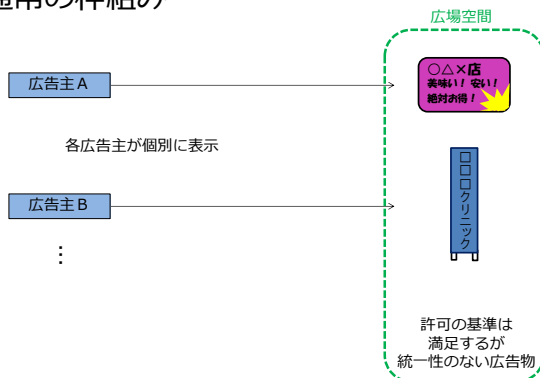 通常の枠組み
広場空間
広告主A
○△×店
美味い！ 安い！
絶対お得！
各広告主が個別に表示
□□□クリニック
広告主B
⋮
許可の基準は
満足するが
統一性のない広告物